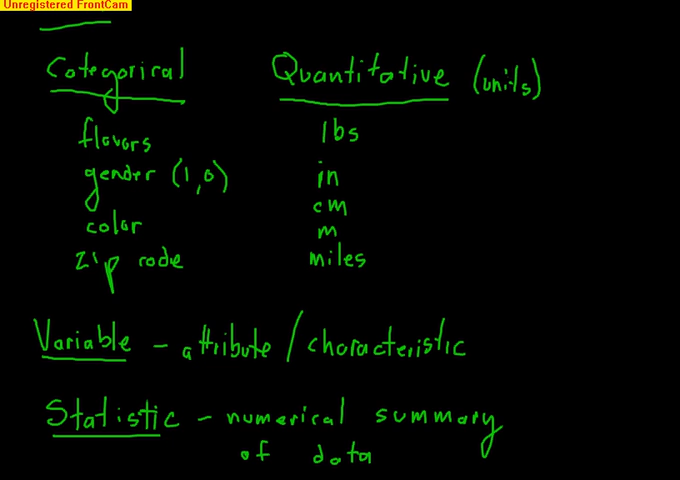 Unregistered FrontCam
Categorical Quantitative (units)
flavors lbs
gender (1,0) in
cm
color m
zip code miles
Variable - attribute/characteristic
Statistic - numerical summary
of data